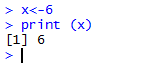 > x<-6
> print (x)
[1] 6
>